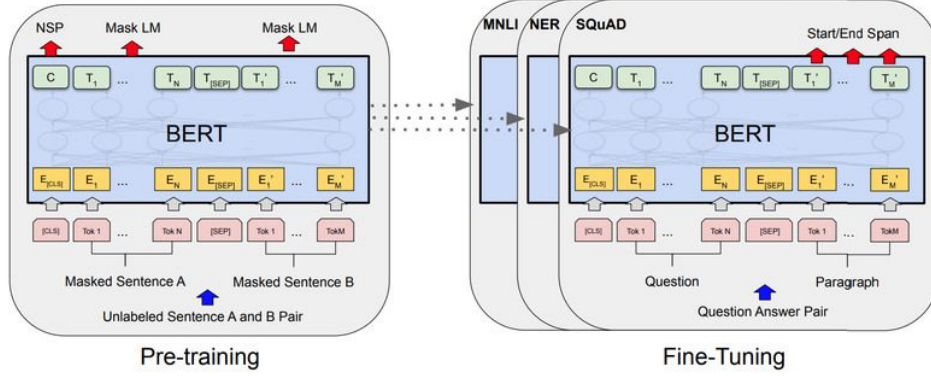 NSP Mask LM Mask LM
C T1 ... TN T[SEP] T1' ... TM'
BERT
E[CLS] E1 ... EN E[SEP] E1' ... EM'
[CLS] Tok 1 ... Tok N [SEP] Tok 1 ... TokM
Masked Sentence A Masked Sentence B
Unlabeled Sentence A and B Pair
Pre-training
MNLI NER SQuAD
Start/End Span
C T1 ... TN T[SEP] T1' ... TM'
BERT
E[CLS] E1 ... EN E[SEP] E1' ... EM'
[CLS] Tok 1 ... Tok N [SEP] Tok 1 ... TokM
Question Paragraph
Question Answer Pair
Fine-Tuning